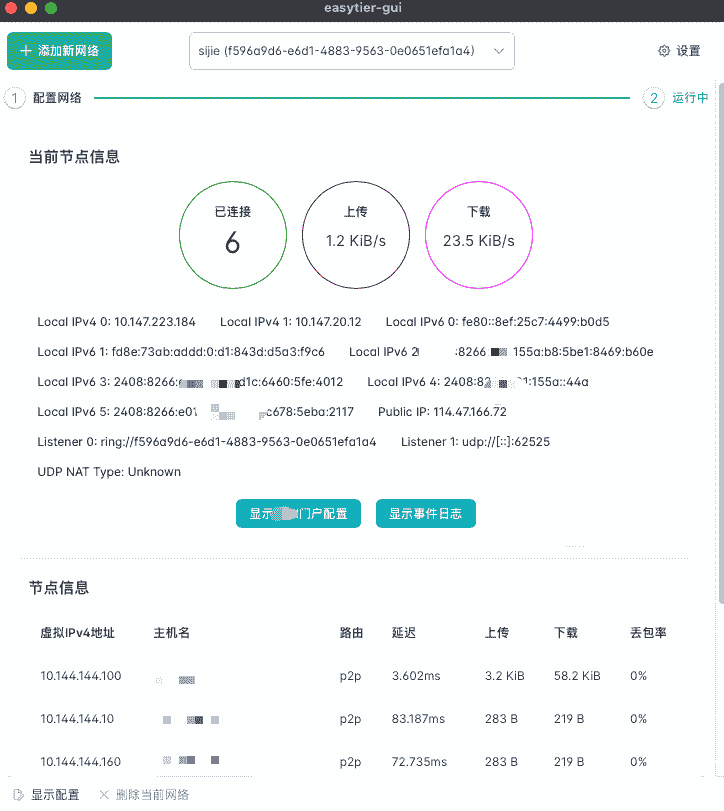 easytier-gui
添加新网络
sijie (f596a9d6-e6d1-4883-9563-0e0651efa1a4)
设置
1 配置网络
2 运行中
当前节点信息
已连接
6
上传
1.2 KiB/s
下载
23.5 KiB/s
Local IPv4 0: 10.147.223.184 Local IPv4 1: 10.147.20.12 Local IPv6 0: fe80::8ef:25c7:4499:b0d5
Local IPv6 1: fd8e:73ab:addd:0:d1:843d:d5a3:f9c6 Local IPv6 2 :8266 155a:b8:5be1:8469:b60e
Local IPv6 3: 2408:8266: d1c:6460:5fe:4012 Local IPv6 4: 2408:82 1:155a::44a
Local IPv6 5: 2408:8266:e01 c678:5eba:2117 Public IP: 114.47.166.72
Listener 0: ring://f596a9d6-e6d1-4883-9563-0e0651efa1a4 Listener 1: udp://[::]:62525
UDP NAT Type: Unknown
显示 门户配置
显示事件日志
节点信息
虚拟IPv4地址 主机名 路由 延迟 上传 下载 丢包率
10.144.144.100 p2p 3.602ms 3.2 KiB 58.2 KiB 0%
10.144.144.10 p2p 83.187ms 283 B 219 B 0%
10.144.144.160 p2p 72.735ms 283 B 219 B 0%
显示配置 删除当前网络